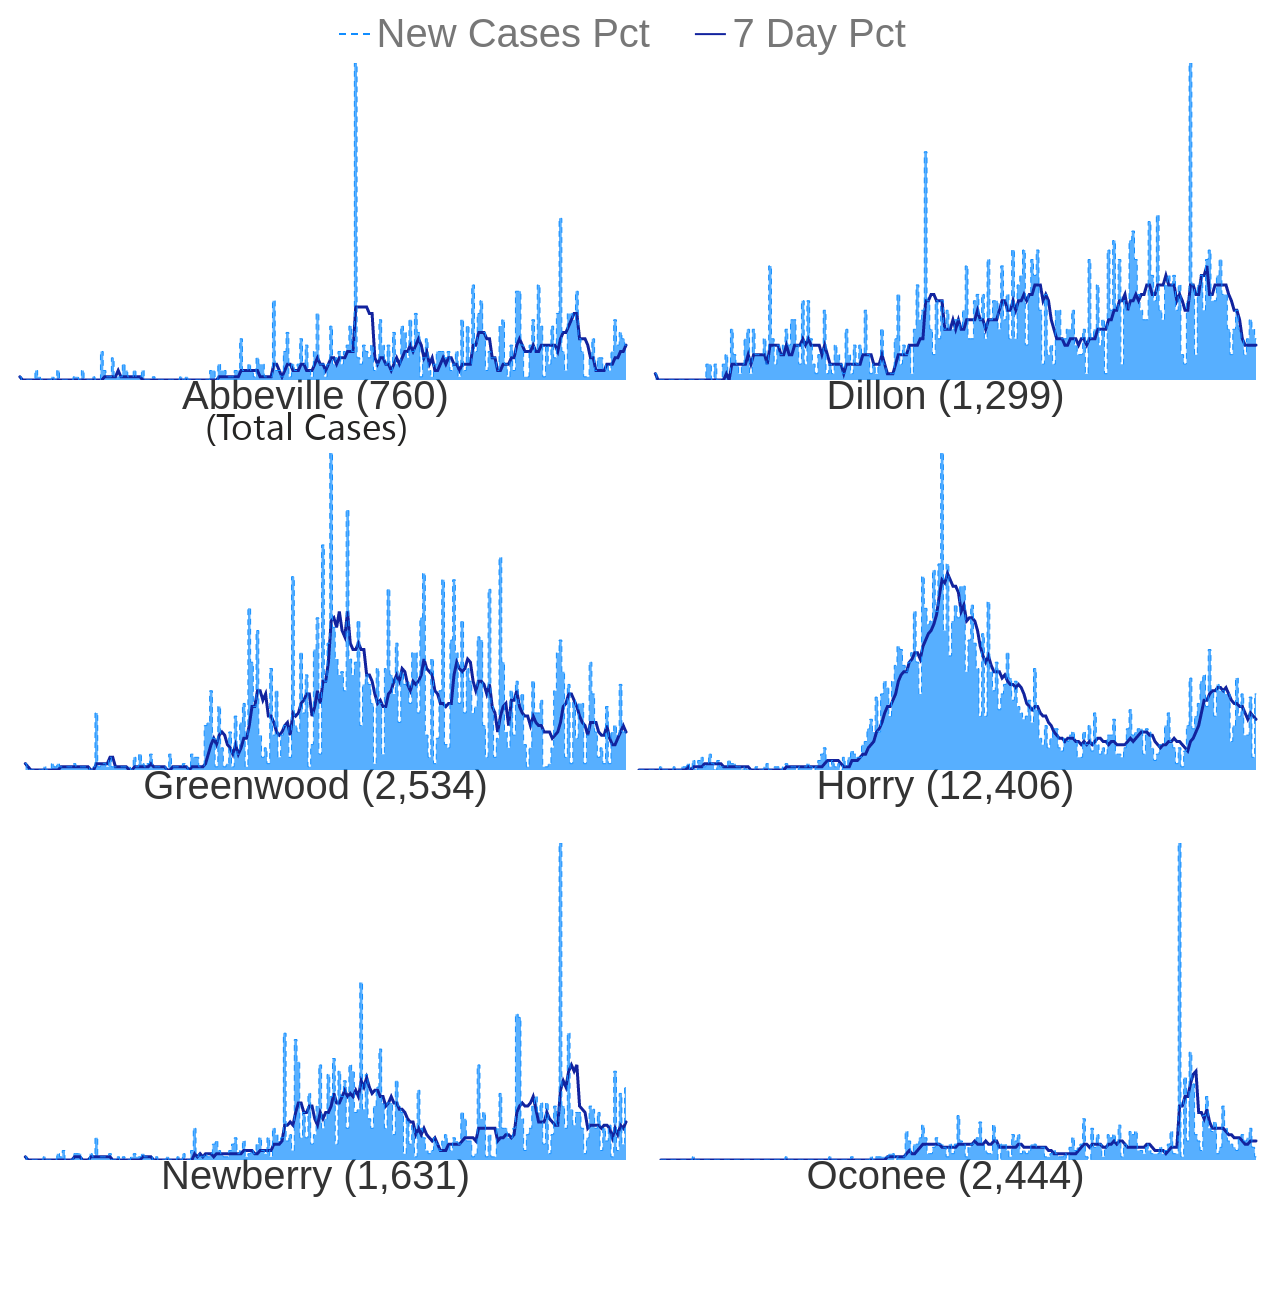 New Cases Pct 7 Day Pct
Abbeville (760) Dillon (1,299)
(Total Cases)
Greenwood (2,534) Horry (12,406)
Newberry (1,631) Oconee (2,444)